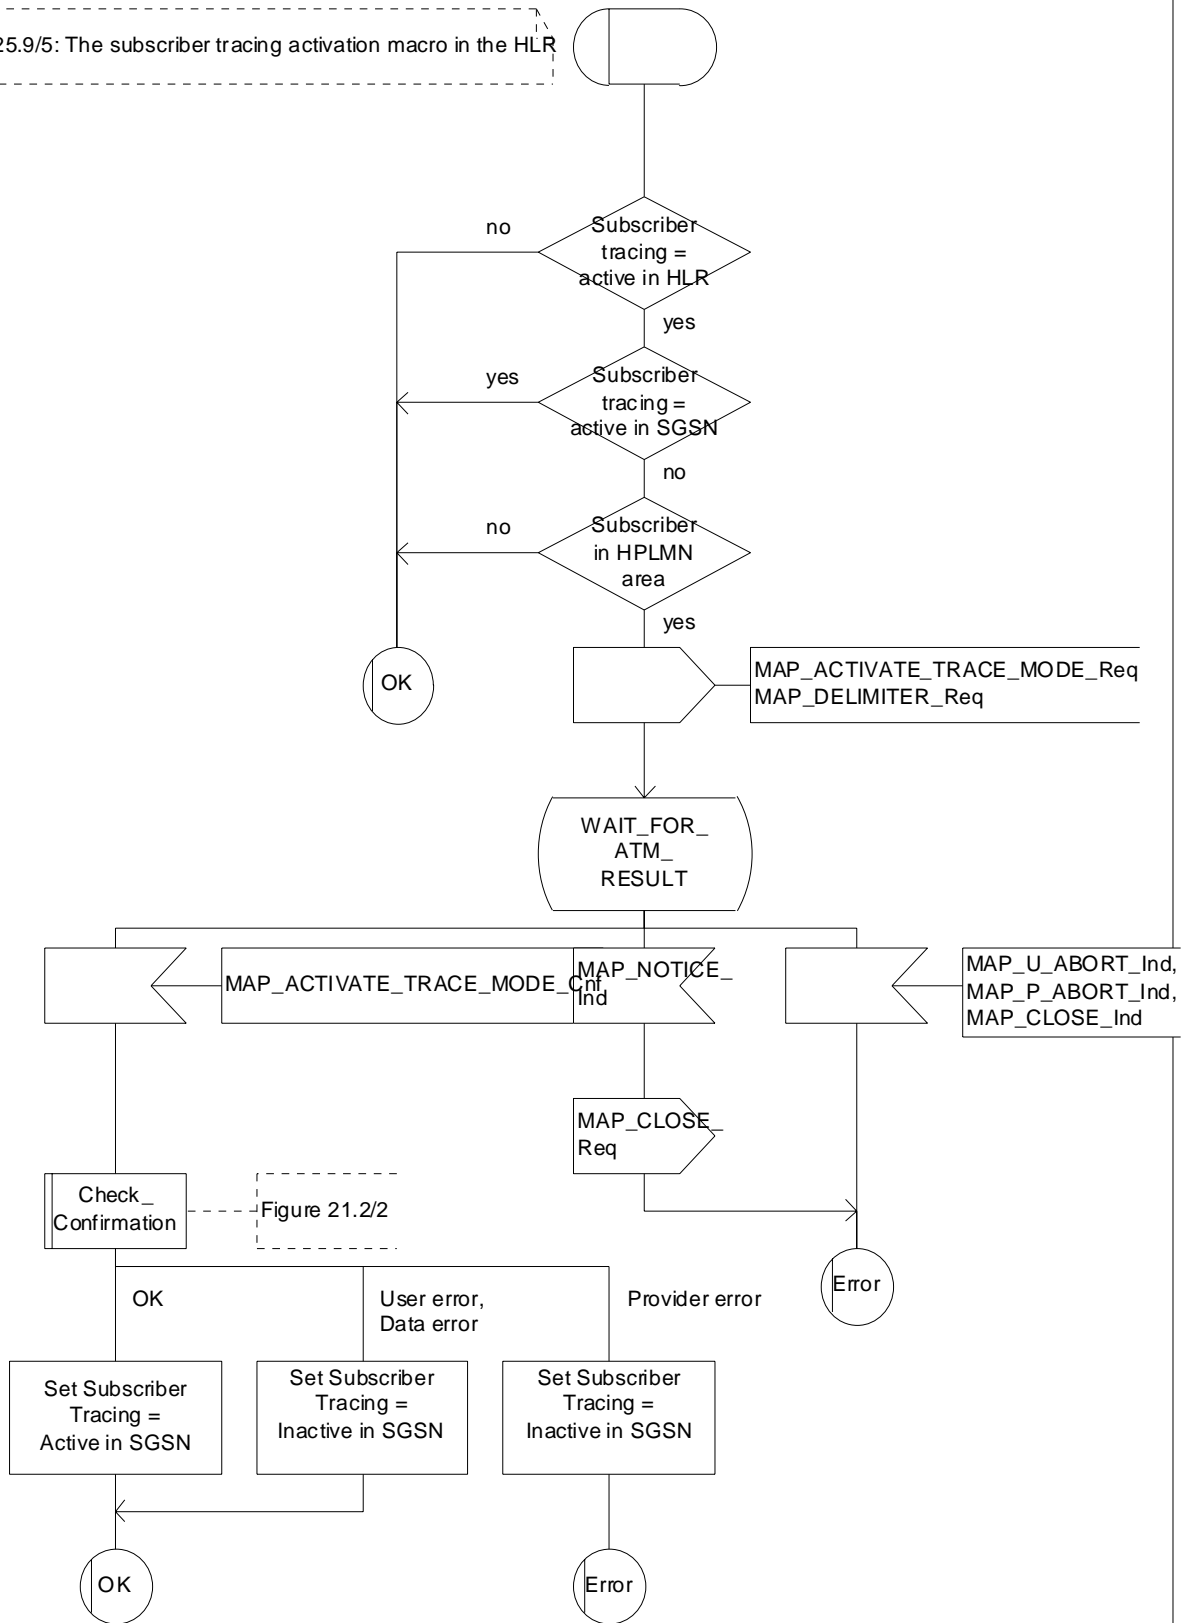 25.9/5: The subscriber tracing activation macro in the HLR
no
Subscriber
tracing =
active in HLR
yes
yes
Subscriber
tracing =
active in SGSN
no
no
Subscriber
in HPLMN
area
yes
OK
MAP_ACTIVATE_TRACE_MODE_Req
MAP_DELIMITER_Req
WAIT_FOR_
ATM_
RESULT
MAP_ACTIVATE_TRACE_MODE_Cnf
MAP_NOTICE_
Ind
MAP_U_ABORT_Ind,
MAP_P_ABORT_Ind,
MAP_CLOSE_Ind
MAP_CLOSE_
Req
Check_
Confirmation
Figure 21.2/2
Error
OK
User error,
Data error
Provider error
Set Subscriber
Tracing =
Active in SGSN
Set Subscriber
Tracing =
Inactive in SGSN
Set Subscriber
Tracing =
Inactive in SGSN
OK
Error